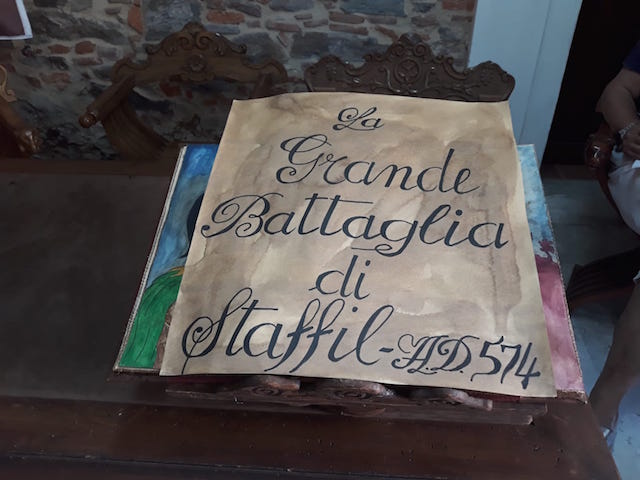 La
Grande
Battaglia
di
Staffil - A.D. 574